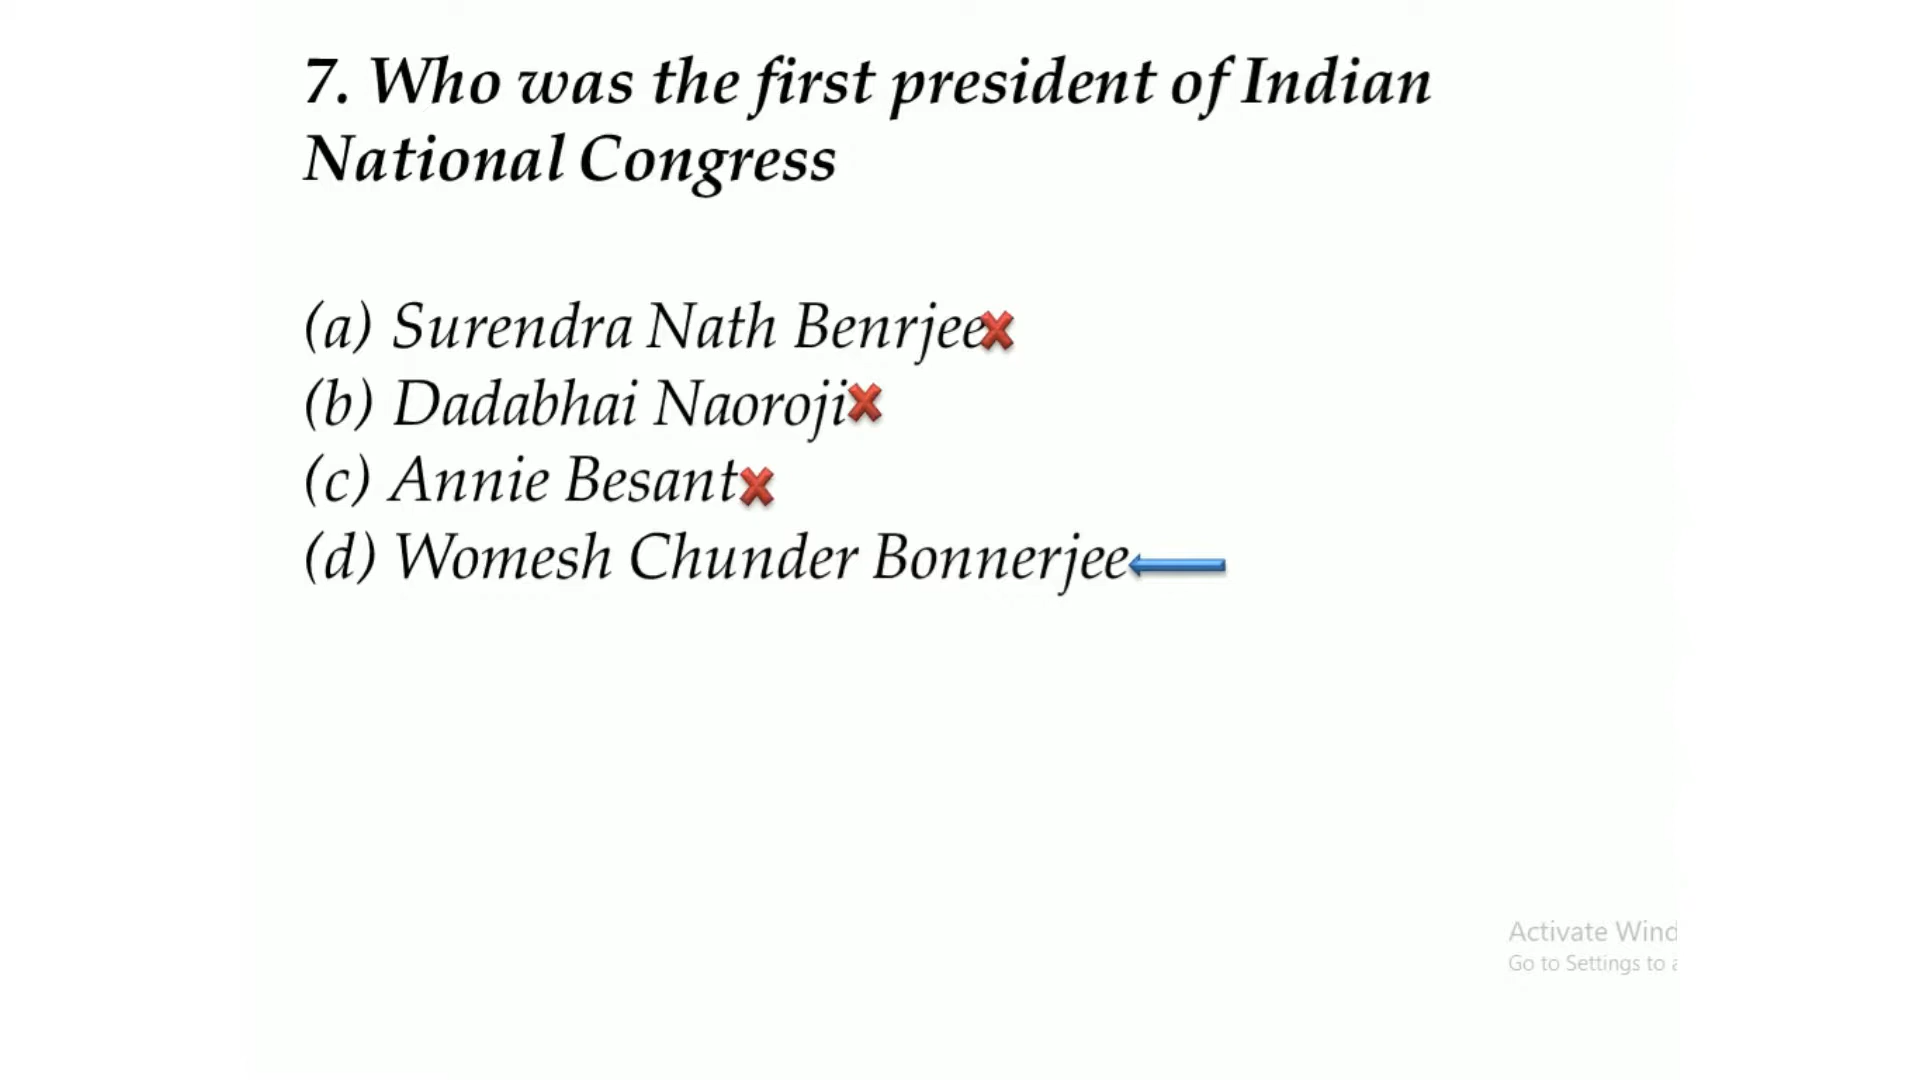 7. Who was the first president of Indian
National Congress
(a) Surendra Nath Benrjee
(b) Dadabhai Naoroji
(c) Annie Besant
(d) Womesh Chunder Bonnerjee
Activate Wind
Go to Settings to a